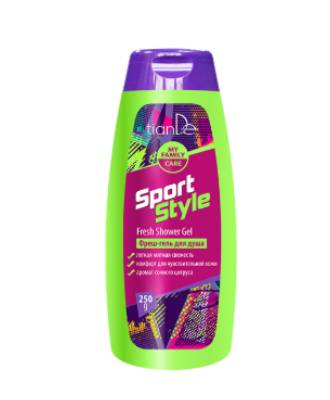 tianDe
MY FAMILY
CARE
Sport
Style
Fresh Shower Gel
Фреш-гель для душа
легкая мятная свежесть
комфорт для чувствительной кожи
аромат сочного цитруса
250
g